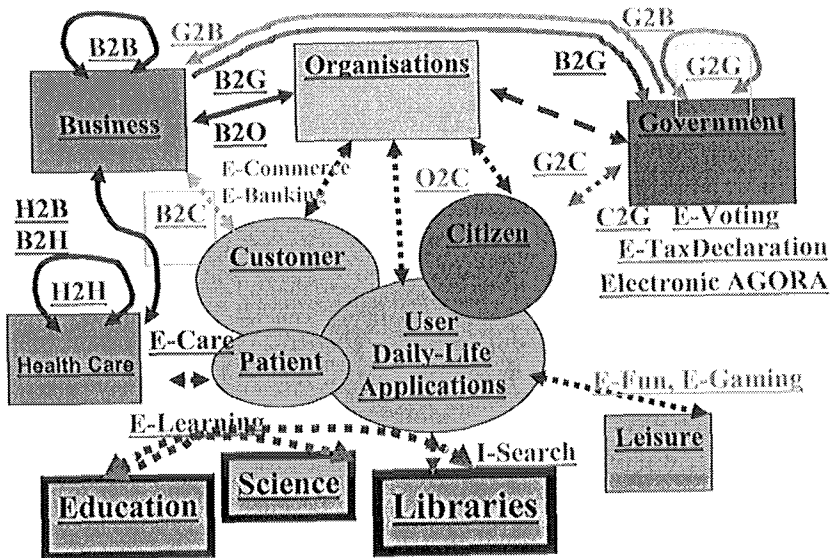 G2B
G2B
B2B
G2G
Organisations
B2G
B2G
Business
Government
B2O
E-Commerce
G2C
O2C
E-Banking
H2B
B2C
C2G E-Voting
B2H
Citizen
Customer
E-TaxDeclaration
H2H
Electronic AGORA
User
E-Care
Health Care
Patient
Daily-Life
Applications
E-Fun, E-Gaming
E-Learning
Leisure
I-Search
Science
Education
Libraries